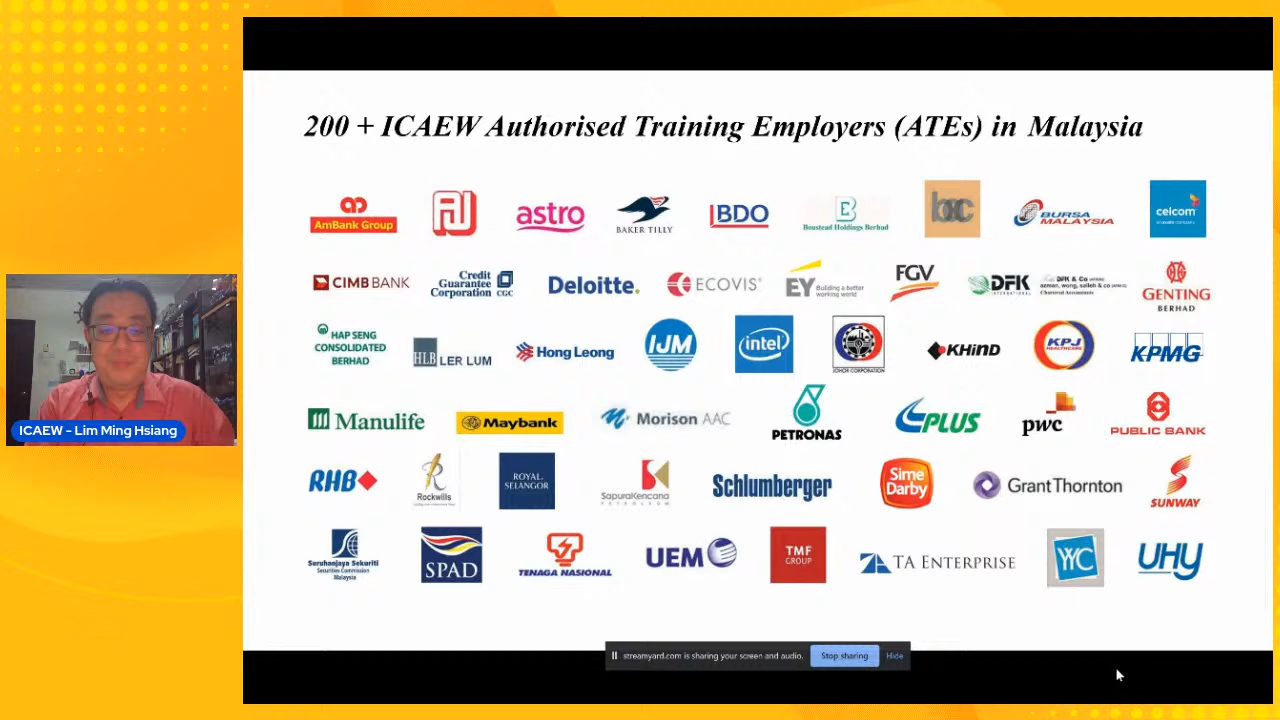 200 + ICAEW Authorised Training Employers (ATEs) in Malaysia
AmBank Group
astro
BAKER TILLY
BDO
Boustead Holdings Berhad
bxc
BURSA
MALAYSIA
celcom
CIMB BANK
Credit
Guarantee
Corporation CGC
Deloitte.
ECOVIS®
EY Building a better
working world
FGV
DFK
INTERNATIONAL
DFK & Co
azman, wong, salleh & co
Chartered Accountants
GENTING
BERHAD
HAP SENG
CONSOLIDATED
BERHAD
HLB LER LUM
Hong Leong
IJM
intel
JOHOR CORPORATION
KHIND
KPJ
HEALTHCARE
KPMG
Manulife
Maybank
Morison AAC
PETRONAS
PLUS
pwc
PUBLIC BANK
RHB
Rockwills
ROYAL
SELANGOR
SapuraKencana
PETROLEUM
Schlumberger
Sime
Darby
Grant Thornton
SUNWAY
Suruhanjaya Sekuriti
Securities Commission
Malaysia
SPAD
TENAGA NASIONAL
UEM
TMF
GROUP
TA ENTERPRISE
YYC
UHY
ICAEW - Lim Ming Hsiang
streamyard.com is sharing your screen and audio.
Stop sharing
Hide